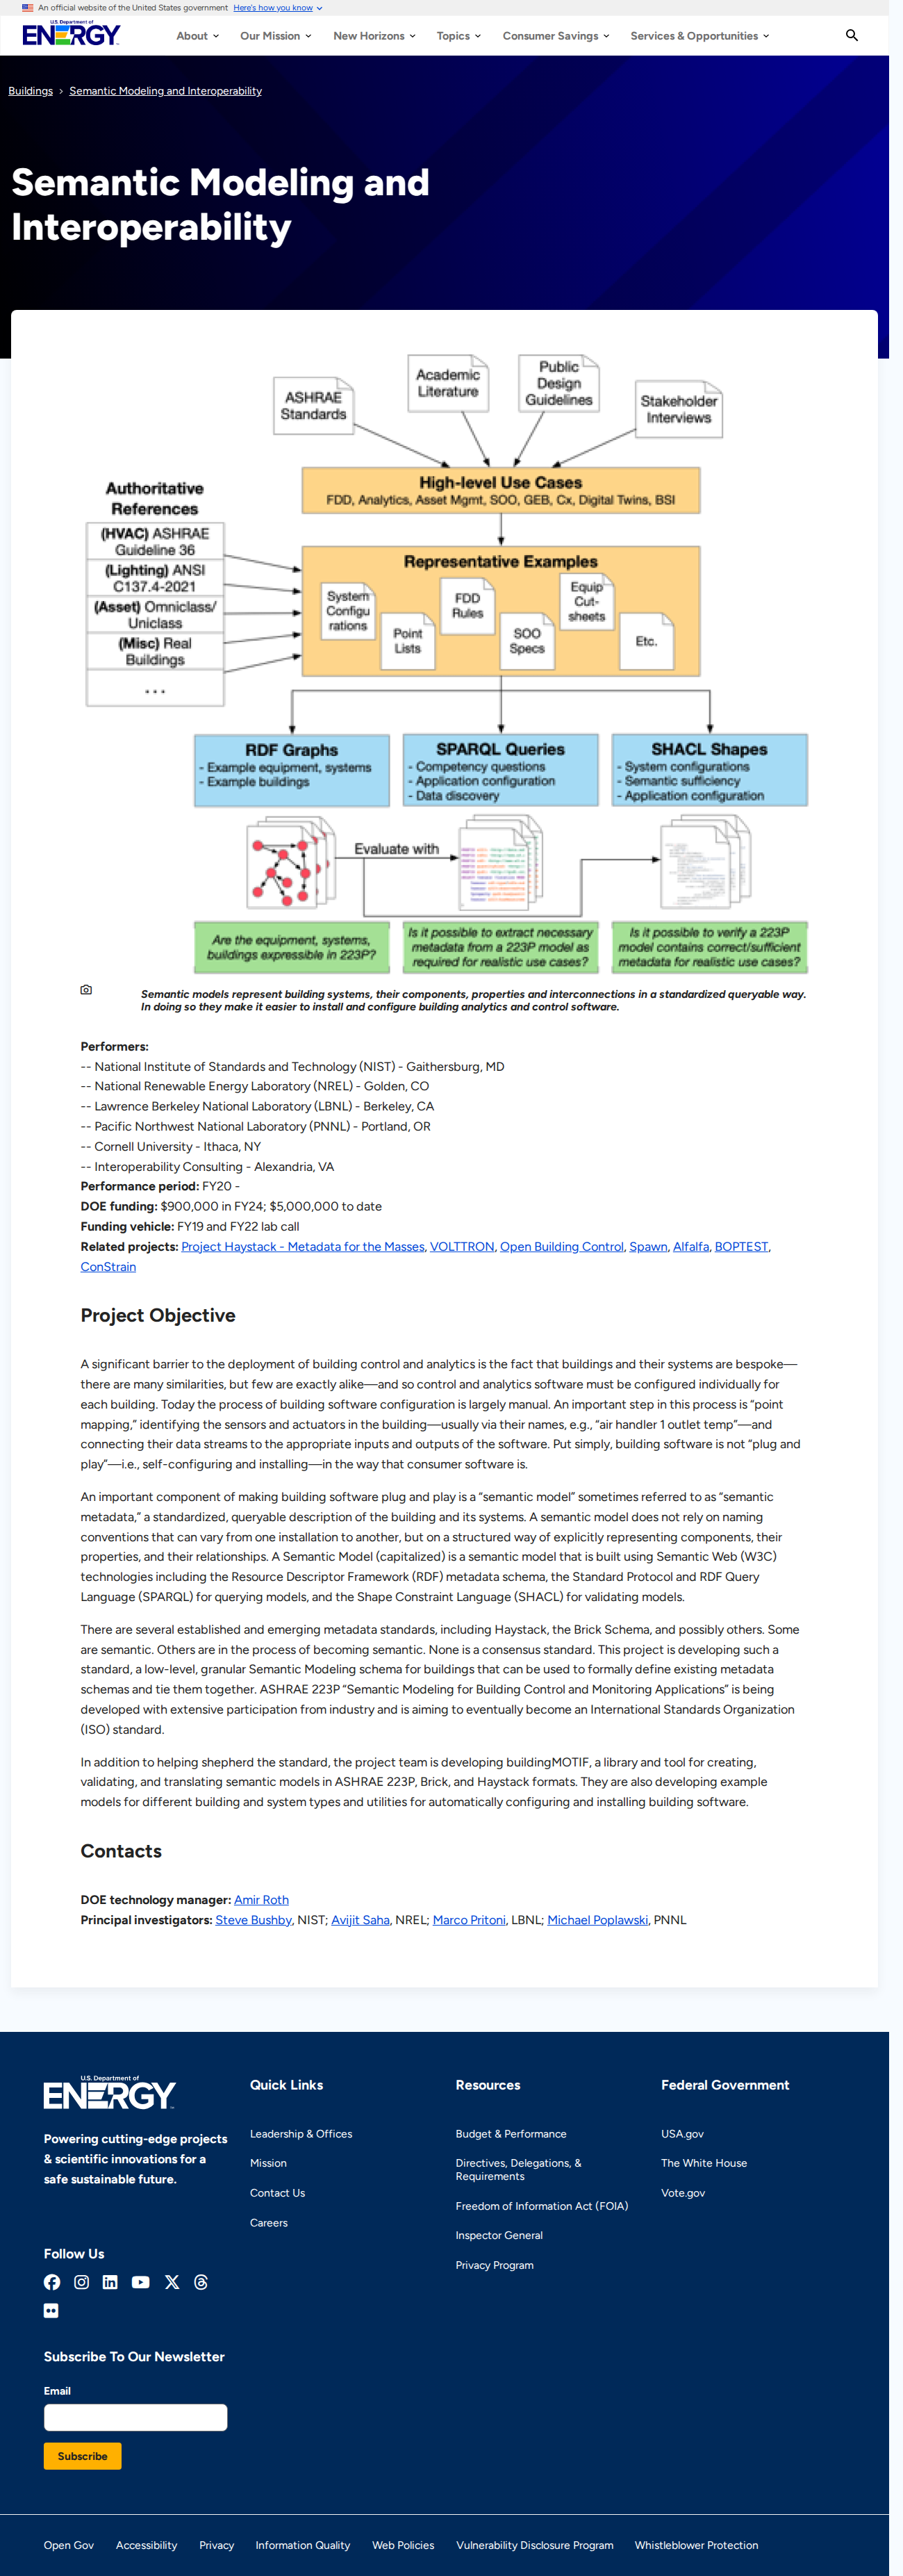 An official website of the United States government Here's how you know
U.S. Department of
ENERGY
About Our Mission New Horizons Topics Consumer Savings Services & Opportunities
Buildings › Semantic Modeling and Interoperability
Semantic Modeling and
Interoperability
ASHRAE
Standards
Academic
Literature
Public
Design
Guidelines
Stakeholder
Interviews
High-level Use Cases
FDD, Analytics, Asset Mgmt, SOO, GEB, Cx, Digital Twins, BSI
Authoritative
References
(HVAC) ASHRAE
Guideline 36
(Lighting) ANSI
C137.4-2021
(Asset) Omniclass/
Uniclass
(Misc) Real
Buildings
...
Representative Examples
System
Configu
rations
Point
Lists
FDD
Rules
SOO
Specs
Equip
Cut-
sheets
Etc.
RDF Graphs
- Example equipment, systems
- Example buildings
SPARQL Queries
- Competency questions
- Application configuration
- Data discovery
SHACL Shapes
- System configurations
- Semantic sufficiency
- Application configuration
Evaluate with
Are the equipment, systems,
buildings expressible in 223P?
Is it possible to extract necessary
metadata from a 223P model as
required for realistic use cases?
Is it possible to verify a 223P
model contains correct/sufficient
metadata for realistic use cases?
Semantic models represent building systems, their components, properties and interconnections in a standardized queryable way.
In doing so they make it easier to install and configure building analytics and control software.
Performers:
-- National Institute of Standards and Technology (NIST) - Gaithersburg, MD
-- National Renewable Energy Laboratory (NREL) - Golden, CO
-- Lawrence Berkeley National Laboratory (LBNL) - Berkeley, CA
-- Pacific Northwest National Laboratory (PNNL) - Portland, OR
-- Cornell University - Ithaca, NY
-- Interoperability Consulting - Alexandria, VA
Performance period: FY20 -
DOE funding: $900,000 in FY24; $5,000,000 to date
Funding vehicle: FY19 and FY22 lab call
Related projects: Project Haystack - Metadata for the Masses, VOLTTRON, Open Building Control, Spawn, Alfalfa, BOPTEST,
ConStrain
Project Objective
A significant barrier to the deployment of building control and analytics is the fact that buildings and their systems are bespoke—
there are many similarities, but few are exactly alike—and so control and analytics software must be configured individually for
each building. Today the process of building software configuration is largely manual. An important step in this process is “point
mapping,” identifying the sensors and actuators in the building—usually via their names, e.g., “air handler 1 outlet temp”—and
connecting their data streams to the appropriate inputs and outputs of the software. Put simply, building software is not “plug and
play”—i.e., self-configuring and installing—in the way that consumer software is.
An important component of making building software plug and play is a “semantic model” sometimes referred to as “semantic
metadata,” a standardized, queryable description of the building and its systems. A semantic model does not rely on naming
conventions that can vary from one installation to another, but on a structured way of explicitly representing components, their
properties, and their relationships. A Semantic Model (capitalized) is a semantic model that is built using Semantic Web (W3C)
technologies including the Resource Descriptor Framework (RDF) metadata schema, the Standard Protocol and RDF Query
Language (SPARQL) for querying models, and the Shape Constraint Language (SHACL) for validating models.
There are several established and emerging metadata standards, including Haystack, the Brick Schema, and possibly others. Some
are semantic. Others are in the process of becoming semantic. None is a consensus standard. This project is developing such a
standard, a low-level, granular Semantic Modeling schema for buildings that can be used to formally define existing metadata
schemas and tie them together. ASHRAE 223P “Semantic Modeling for Building Control and Monitoring Applications” is being
developed with extensive participation from industry and is aiming to eventually become an International Standards Organization
(ISO) standard.
In addition to helping shepherd the standard, the project team is developing buildingMOTIF, a library and tool for creating,
validating, and translating semantic models in ASHRAE 223P, Brick, and Haystack formats. They are also developing example
models for different building and system types and utilities for automatically configuring and installing building software.
Contacts
DOE technology manager: Amir Roth
Principal investigators: Steve Bushby, NIST; Avijit Saha, NREL; Marco Pritoni, LBNL; Michael Poplawski, PNNL
U.S. Department of
ENERGY
Powering cutting-edge projects
& scientific innovations for a
safe sustainable future.
Follow Us
Subscribe To Our Newsletter
Email
Subscribe
Quick Links
Leadership & Offices
Mission
Contact Us
Careers
Resources
Budget & Performance
Directives, Delegations, &
Requirements
Freedom of Information Act (FOIA)
Inspector General
Privacy Program
Federal Government
USA.gov
The White House
Vote.gov
Open Gov Accessibility Privacy Information Quality Web Policies Vulnerability Disclosure Program Whistleblower Protection